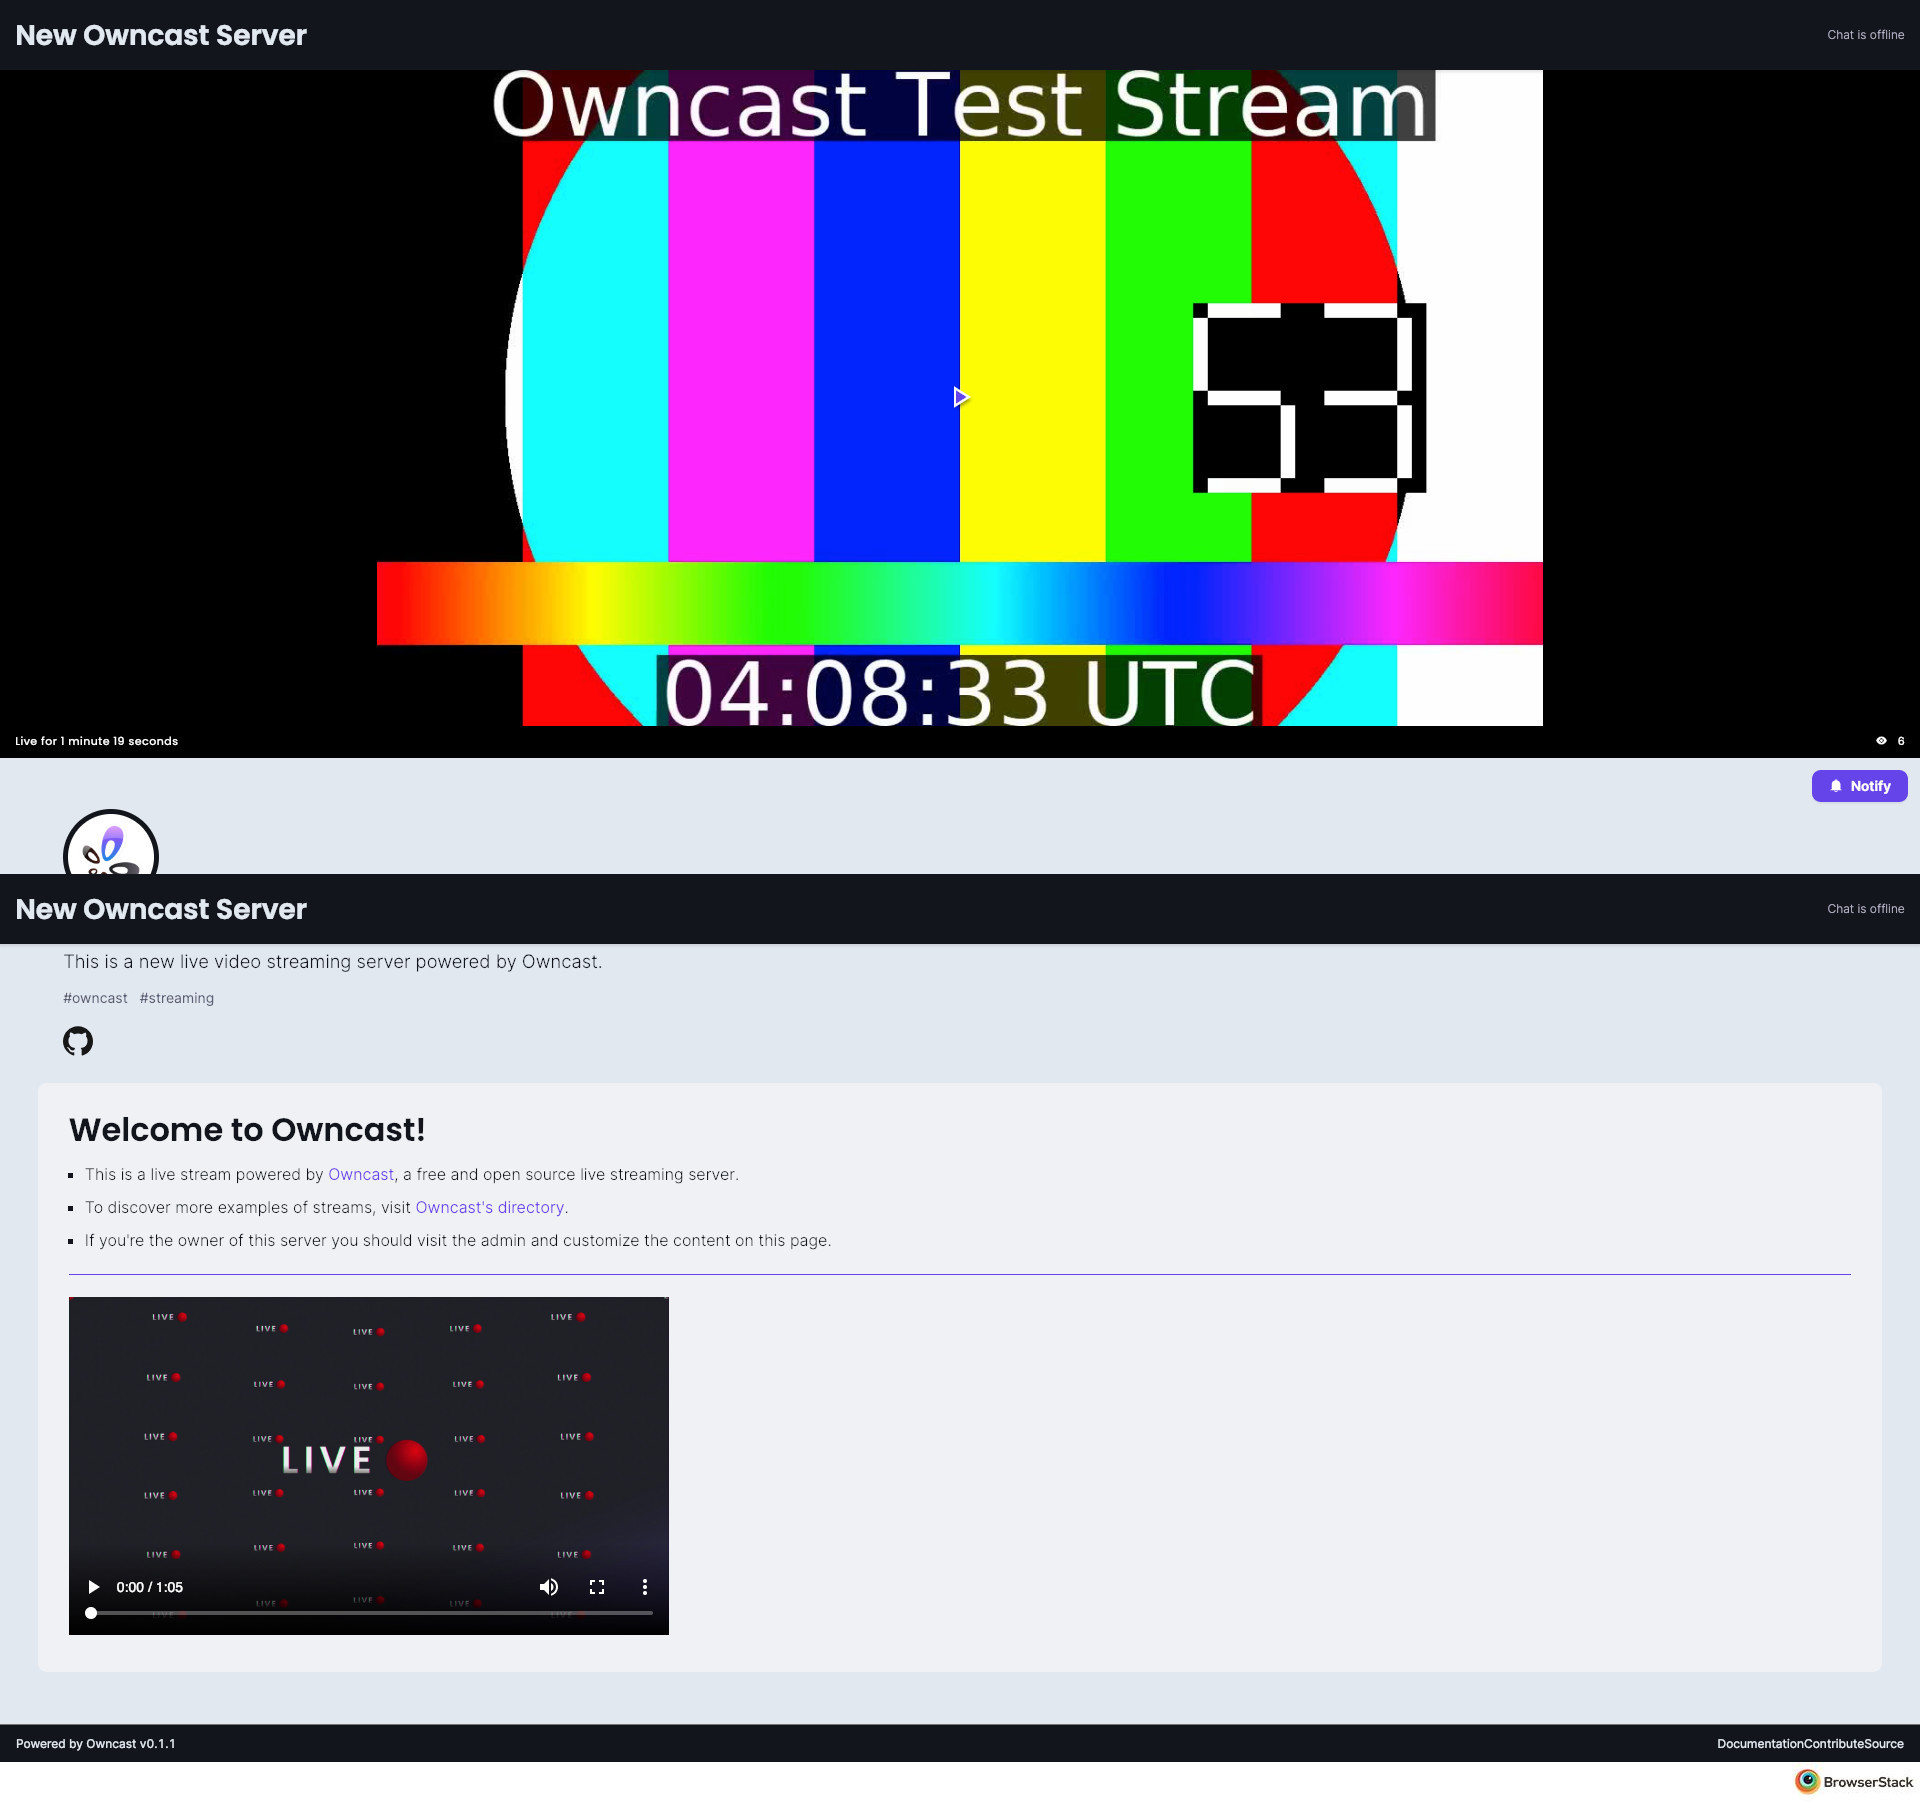 New Owncast Server
Chat is offline
Owncast Test Stream
53
04:08:33 UTC
Live for 1 minute 19 seconds
6
Notify
New Owncast Server
Chat is offline
This is a new live video streaming server powered by Owncast.
#owncast #streaming
Welcome to Owncast!
This is a live stream powered by Owncast, a free and open source live streaming server.
To discover more examples of streams, visit Owncast's directory.
If you're the owner of this server you should visit the admin and customize the content on this page.
LIVE LIVE LIVE LIVE LIVE
LIVE LIVE LIVE LIVE LIVE
LIVE LIVE LIVE LIVE LIVE
LIVE
LIVE LIVE LIVE LIVE LIVE
LIVE LIVE LIVE LIVE LIVE
0:00 / 1:05
LIVE LIVE LIVE LIVE LIVE
Powered by Owncast v0.1.1
DocumentationContributeSource
BrowserStack